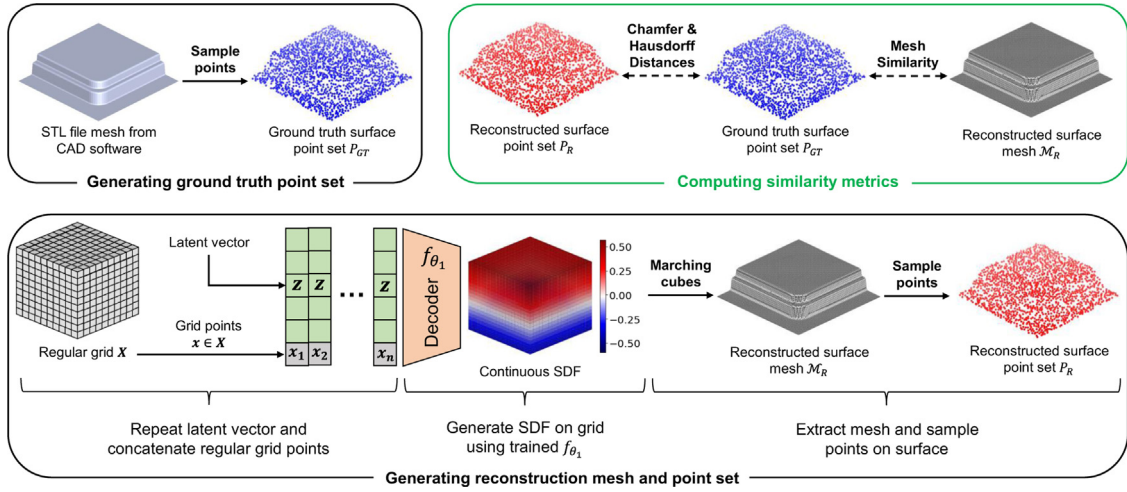 Sample
points
STL file mesh from
CAD software
Ground truth surface
point set P_GT
Generating ground truth point set
Chamfer &
Hausdorff
Distances
Mesh
Similarity
Reconstructed surface
point set P_R
Ground truth surface
point set P_GT
Reconstructed surface
mesh ℳ_R
Computing similarity metrics
Latent vector
Grid points
x ∈ X
Regular grid X
z z ... z
x_1 x_2 x_n
Decoder f_θ_1
0.50
0.25
0.00
−0.25
−0.50
Continuous SDF
Marching
cubes
Reconstructed surface
mesh ℳ_R
Sample
points
Reconstructed surface
point set P_R
Repeat latent vector and
concatenate regular grid points
Generate SDF on grid
using trained f_θ_1
Extract mesh and sample
points on surface
Generating reconstruction mesh and point set